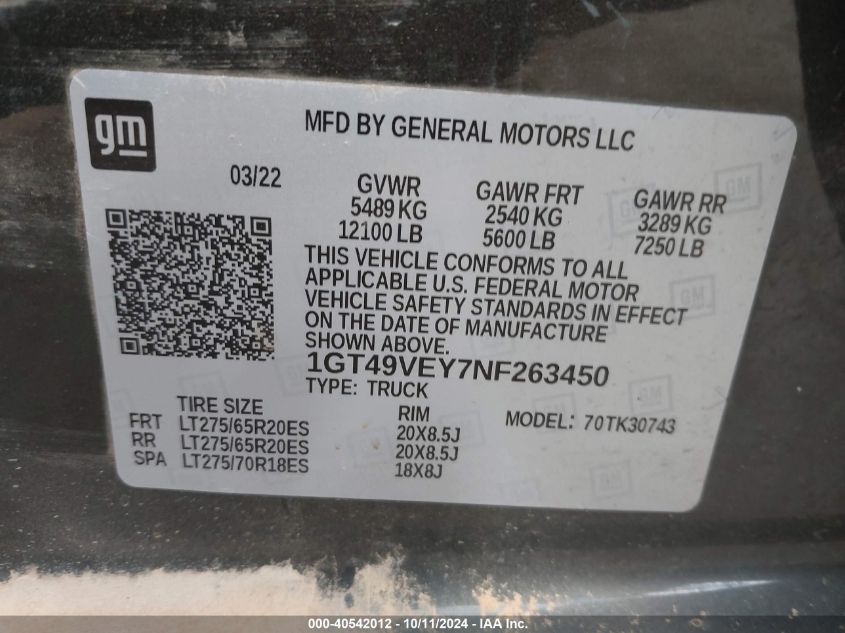 gm
MFD BY GENERAL MOTORS LLC
03/22
GVWR
5489 KG
12100 LB
GAWR FRT
2540 KG
5600 LB
GAWR RR
3289 KG
7250 LB
THIS VEHICLE CONFORMS TO ALL
APPLICABLE U.S. FEDERAL MOTOR
VEHICLE SAFETY STANDARDS IN EFFECT
ON THE DATE OF MANUFACTURE
SHOWN ABOVE.
1GT49VEY7NF263450
TYPE: TRUCK
MODEL: 70TK30743
TIRE SIZE RIM
FRT LT275/65R20ES 20X8.5J
RR LT275/65R20ES 20X8.5J
SPA LT275/70R18ES 18X8J
000-40542012 - 10/11/2024 - IAA